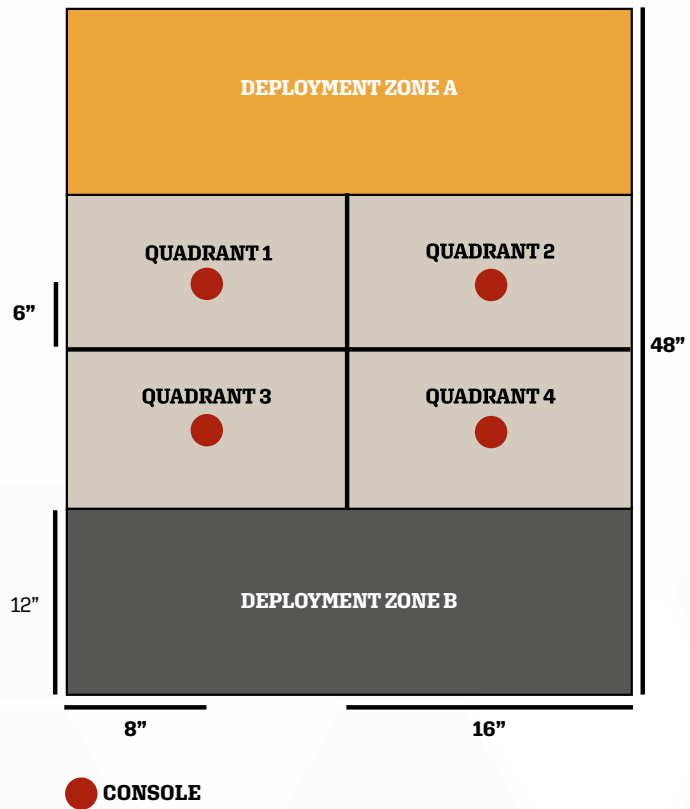 DEPLOYMENT ZONE A
QUADRANT 1
QUADRANT 2
6”
48”
QUADRANT 3
QUADRANT 4
12”
DEPLOYMENT ZONE B
8”
16”
CONSOLE